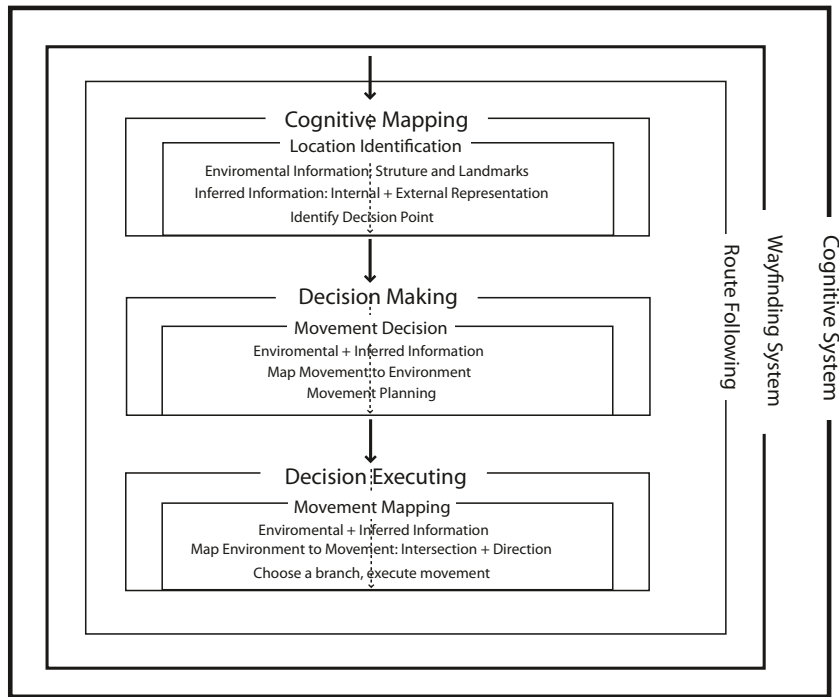 Cognitive Mapping
Location Identification
Enviromental Information: Struture and Landmarks
Inferred Information: Internal + External Representation
Identify Decision Point
Decision Making
Movement Decision
Enviromental + Inferred Information
Map Movement to Environment
Movement Planning
Decision Executing
Movement Mapping
Enviromental + Inferred Information
Map Environment to Movement: Intersection + Direction
Choose a branch, execute movement
Route Following
Wayfinding System
Cognitive System